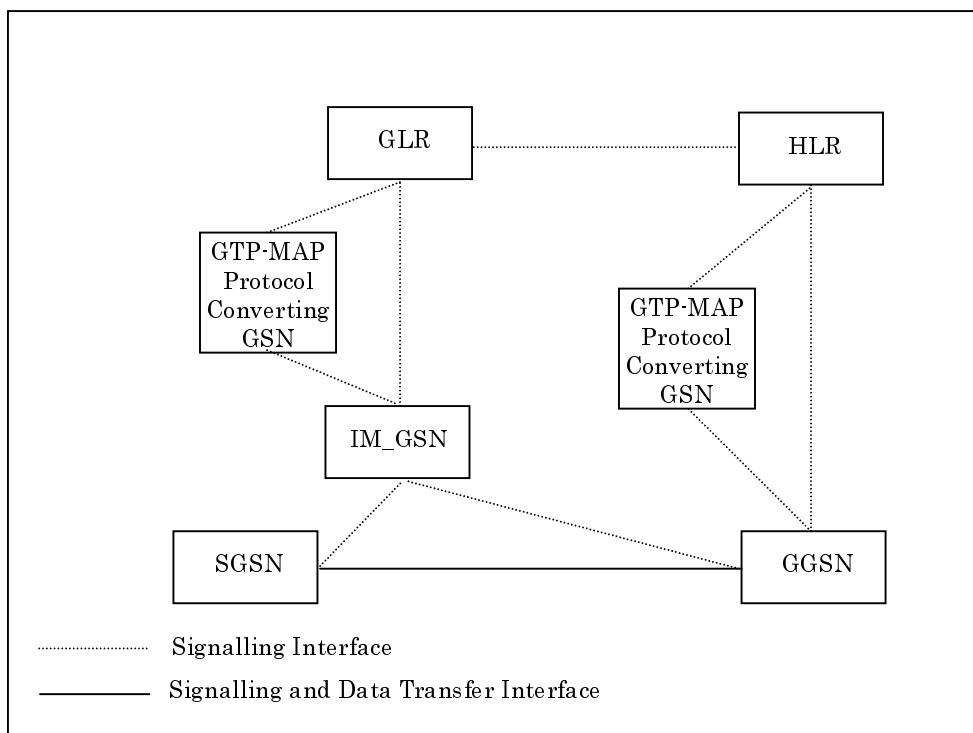 GLR
HLR
GTP-MAP
Protocol
Converting
GSN
GTP-MAP
Protocol
Converting
GSN
IM_GSN
SGSN
GGSN
Signalling Interface
Signalling and Data Transfer Interface